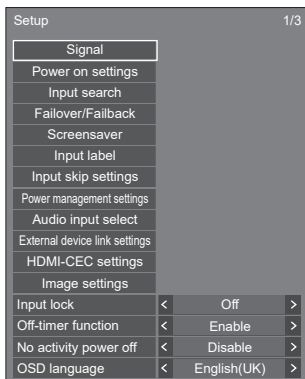 Setup 1/3
Signal
Power on settings
Input search
Failover/Failback
Screensaver
Input label
Input skip settings
Power management settings
Audio input select
External device link settings
HDMI-CEC settings
Image settings
Input lock < Off >
Off-timer function < Enable >
No activity power off < Disable >
OSD language < English(UK) >